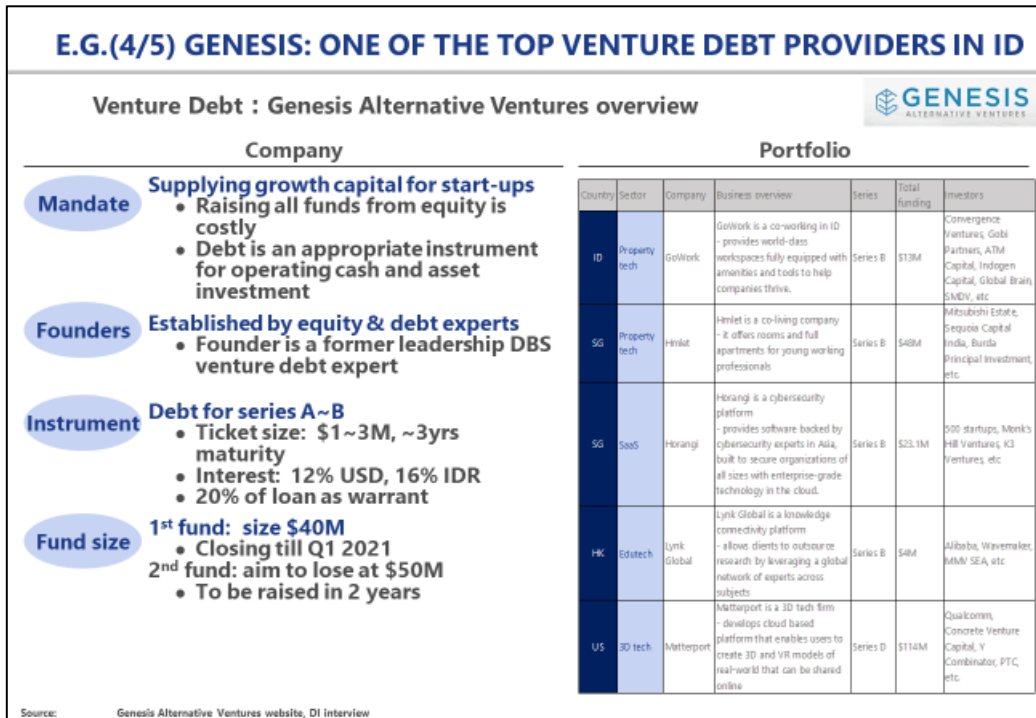 E.G.(4/5) GENESIS: ONE OF THE TOP VENTURE DEBT PROVIDERS IN ID
Venture Debt : Genesis Alternative Ventures overview
GENESIS
ALTERNATIVE VENTURES
Company
Mandate
Supplying growth capital for start-ups
• Raising all funds from equity is
costly
• Debt is an appropriate instrument
for operating cash and asset
investment
Founders
Established by equity & debt experts
• Founder is a former leadership DBS
venture debt expert
Instrument
Debt for series A~B
• Ticket size: $1~3M, ~3yrs
maturity
• Interest: 12% USD, 16% IDR
• 20% of loan as warrant
Fund size
1st fund: size $40M
• Closing till Q1 2021
2nd fund: aim to lose at $50M
• To be raised in 2 years
Portfolio
Country Sector Company Business overview Series Total
funding Investors
ID
Property
tech
GoWork
GoWork is a co-working in ID
- provides world-class
workspaces fully equipped with
amenities and tools to help
companies thrive.
Series B
$13M
Convergence
Ventures, Gobi
Partners, ATM
Capital, Indogen
Capital, Global Brain,
SMDV, etc
SG
Property
tech
Hmlet
Hmlet is a co-living company
- it offers rooms and full
apartments for young working
professionals
Series B
$48M
Mitsubishi Estate,
Sequoia Capital
India, Burda
Principal Investment,
etc.
SG
SaaS
Horangi
Horangi is a cybersecurity
platform
- provides software backed by
cybersecurity experts in Asia,
built to secure organizations of
all sizes with enterprise-grade
technology in the cloud.
Series B
$23.1M
500 startups, Monk's
Hill Ventures, K3
Ventures, etc
HK
Edutech
Lynk
Global
Lynk Global is a knowledge
connectivity platform
- allows clients to outsource
research by leveraging a global
network of experts across
subjects
Series B
$4M
Alibaba, Wavemaker,
MMV SEA, etc
US
3D tech
Matterport
Matterport is a 3D tech firm
- develops cloud based
platform that enables users to
create 3D and VR models of
real-world that can be shared
online
Series D
$114M
Qualcomm,
Concrete Venture
Capital, Y
Combinator, PTC,
etc.
Source: Genesis Alternative Ventures website, DI interview